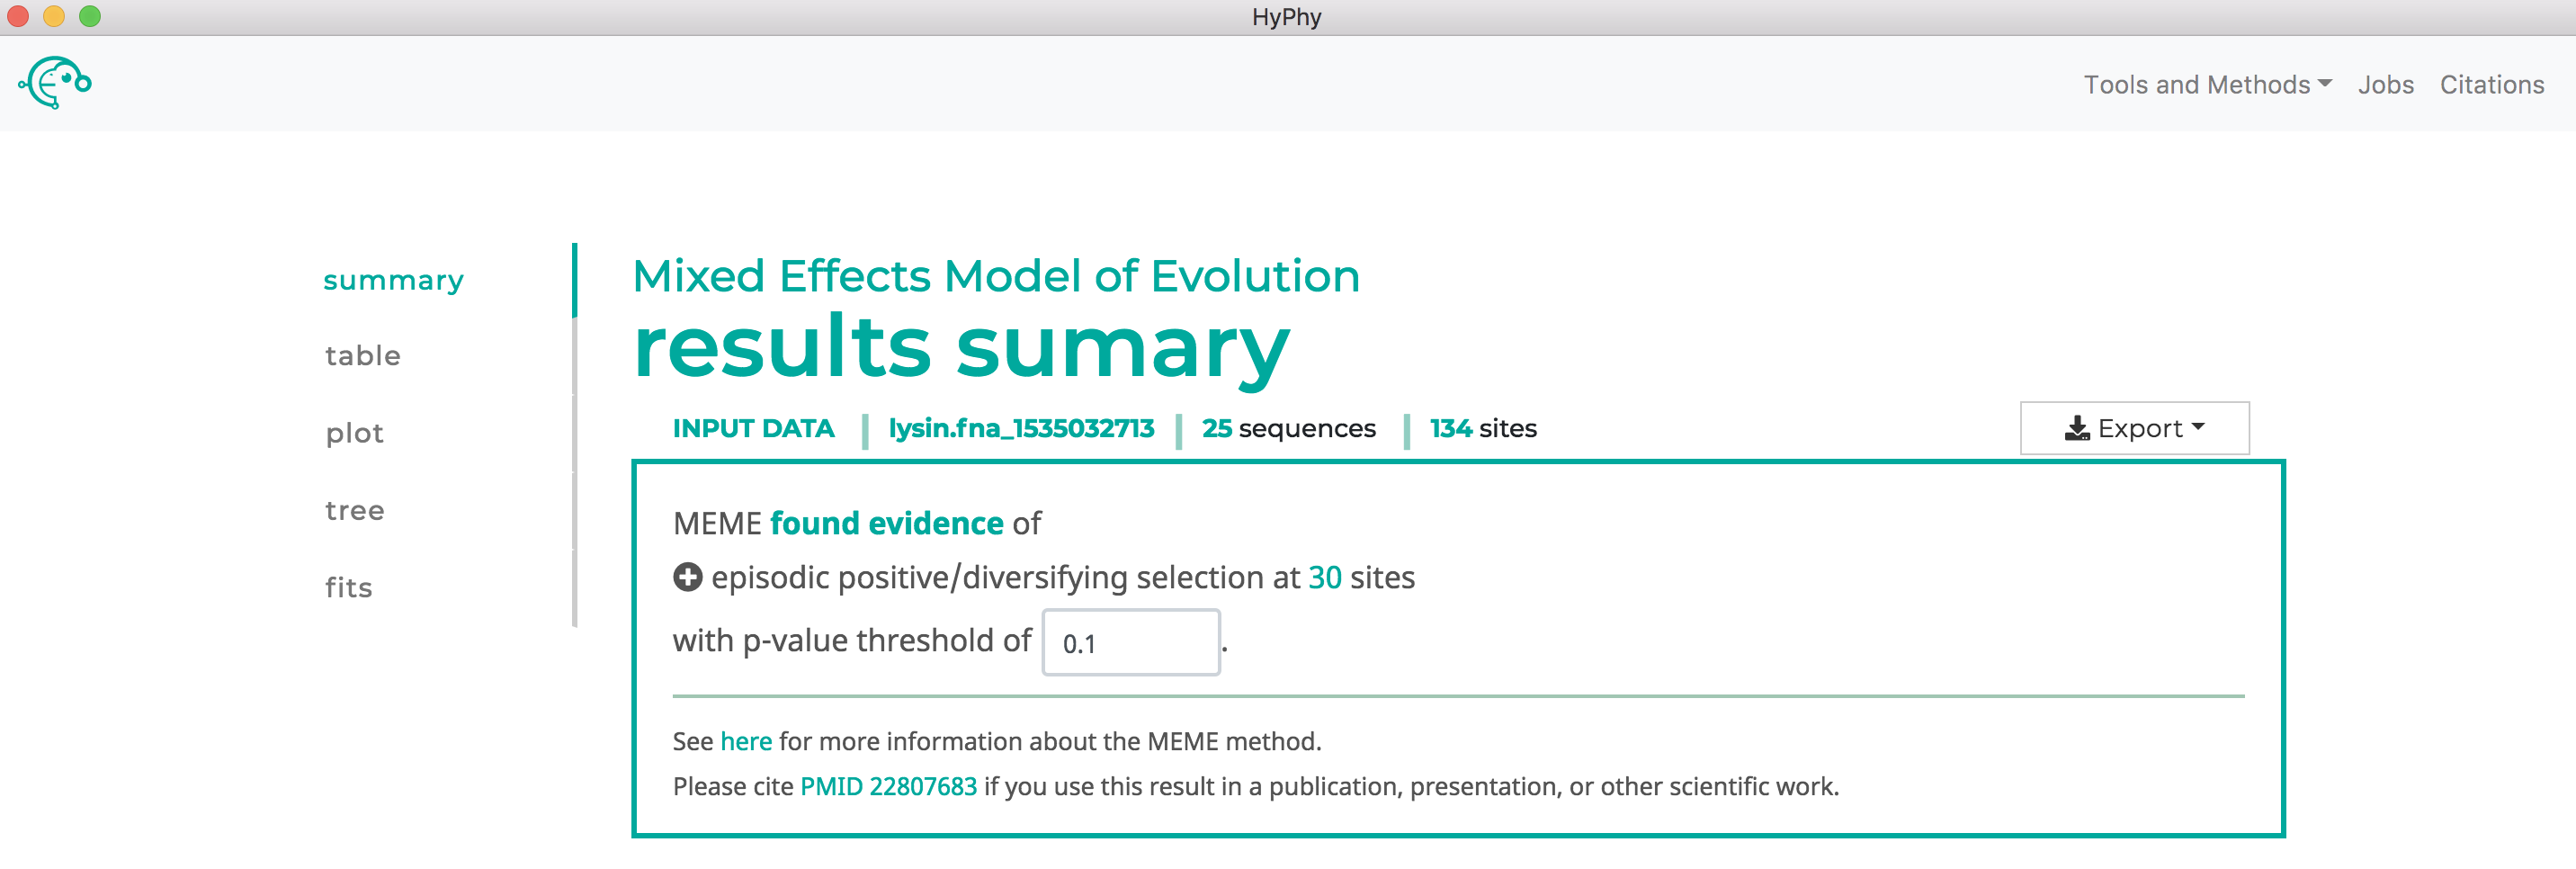 HyPhy
Tools and Methods Jobs Citations
summary
table
plot
tree
fits
Mixed Effects Model of Evolution
results sumary
INPUT DATA lysin.fna_1535032713 25 sequences 134 sites
Export
MEME found evidence of
episodic positive/diversifying selection at 30 sites
with p-value threshold of 0.1.
See here for more information about the MEME method.
Please cite PMID 22807683 if you use this result in a publication, presentation, or other scientific work.